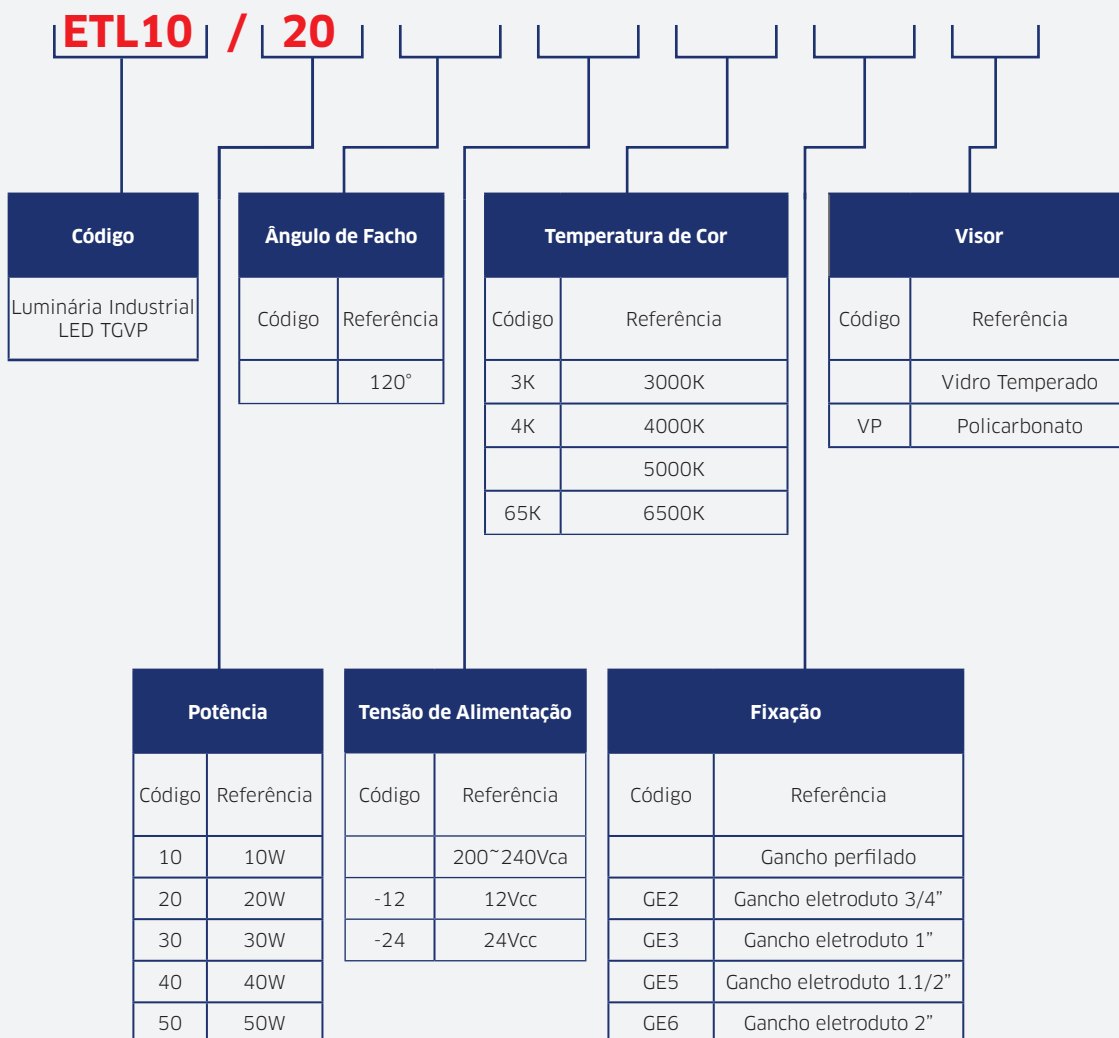 ETL10 / 20
Código
Luminária Industrial
LED TGVP
Ângulo de Facho
Código Referência
120°
Temperatura de Cor
Código Referência
3K 3000K
4K 4000K
5000K
65K 6500K
Visor
Código Referência
Vidro Temperado
VP Policarbonato
Potência
Código Referência
10 10W
20 20W
30 30W
40 40W
50 50W
Tensão de Alimentação
Código Referência
200~240Vca
-12 12Vcc
-24 24Vcc
Fixação
Código Referência
Gancho perfilado
GE2 Gancho eletroduto 3/4”
GE3 Gancho eletroduto 1”
GE5 Gancho eletroduto 1.1/2”
GE6 Gancho eletroduto 2”